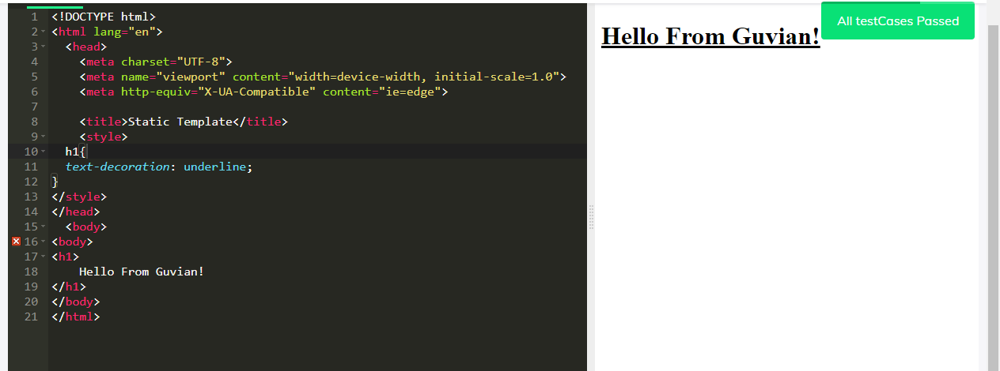 1 <!DOCTYPE html>
2 <html lang="en">
3 <head>
4 <meta charset="UTF-8">
5 <meta name="viewport" content="width=device-width, initial-scale=1.0">
6 <meta http-equiv="X-UA-Compatible" content="ie=edge">
7
8 <title>Static Template</title>
9 <style>
10 h1{
11 text-decoration: underline;
12 }
13 </style>
14 </head>
15 <body>
16 <body>
17 <h1>
18 Hello From Guvian!
19 </h1>
20 </body>
21 </html>
Hello From Guvian!
All testCases Passed